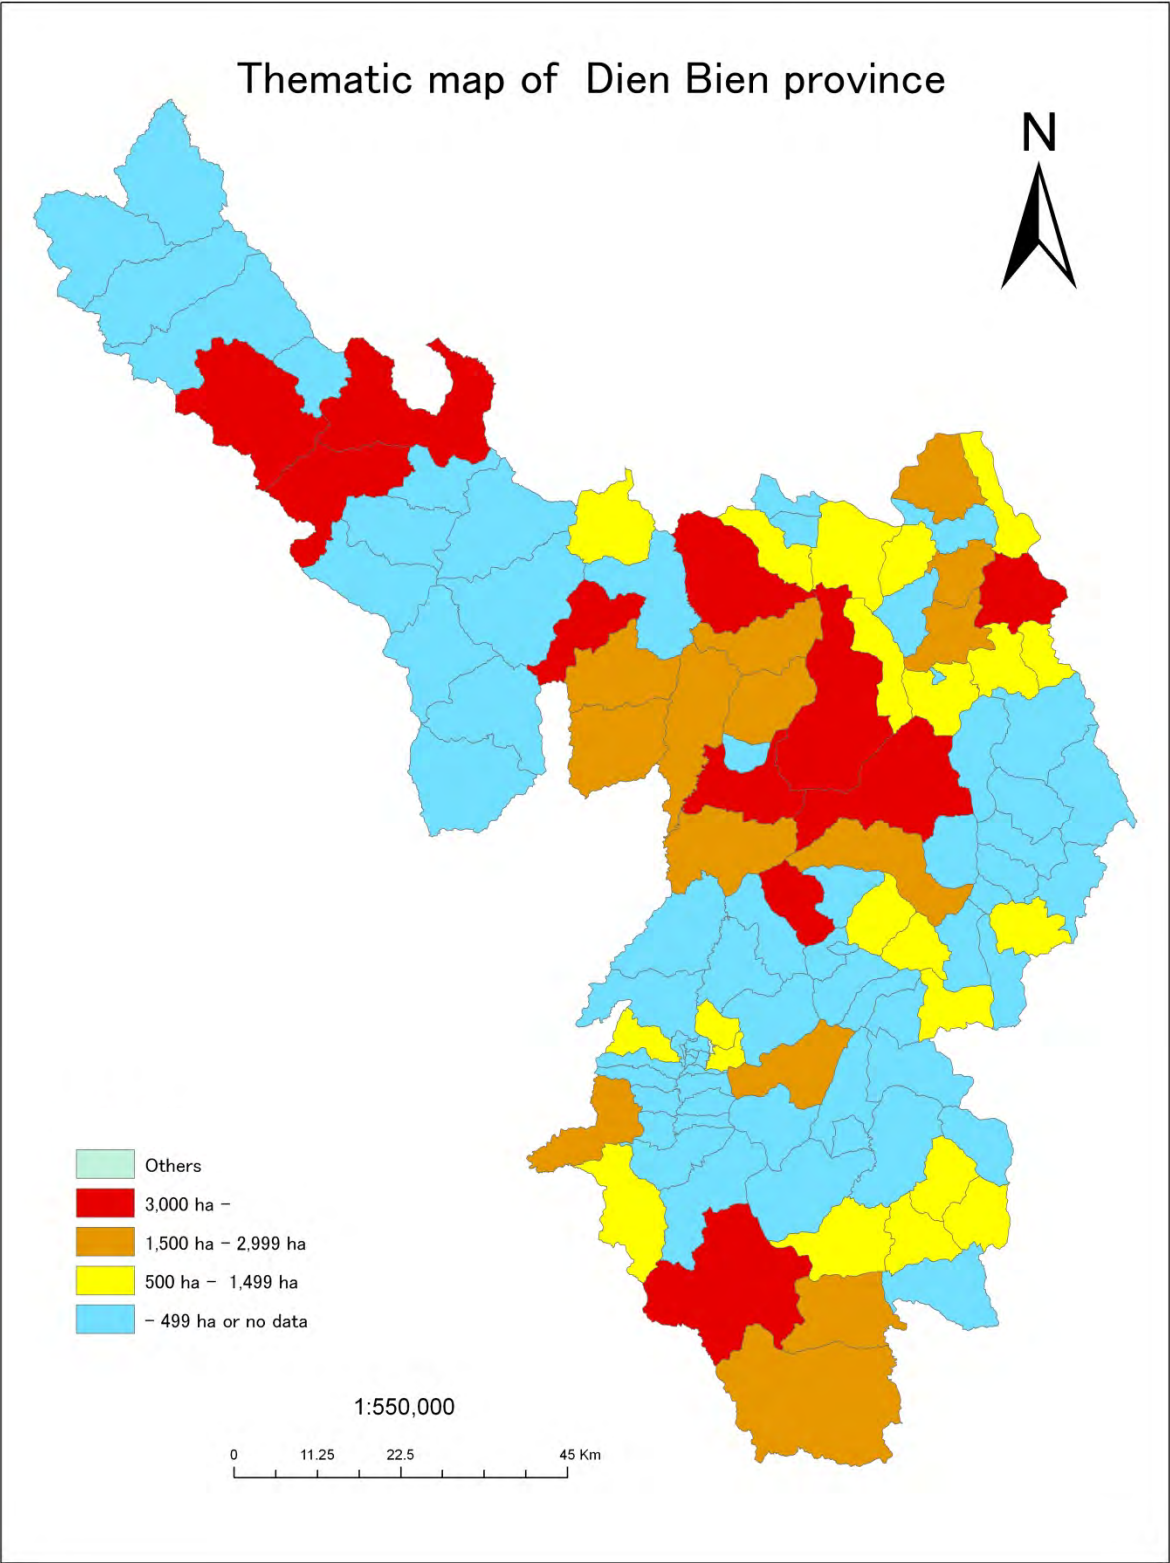 Thematic map of Dien Bien province
N
Others
3,000 ha -
1,500 ha - 2,999 ha
500 ha - 1,499 ha
- 499 ha or no data
1:550,000
0 11.25 22.5 45 Km